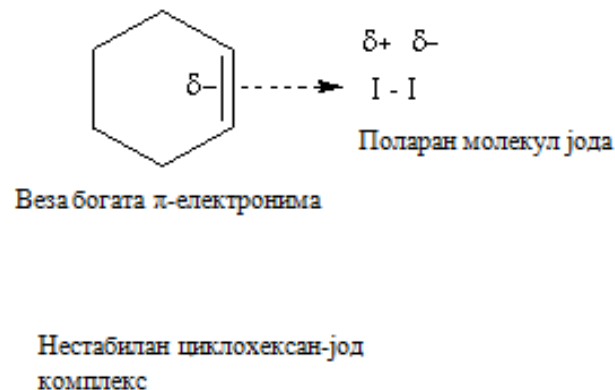 δ+ δ–
δ–
I - I
Поларан молекул јода
Веза богата π-електронима
Нестабилан циклохексан-јод
комплекс